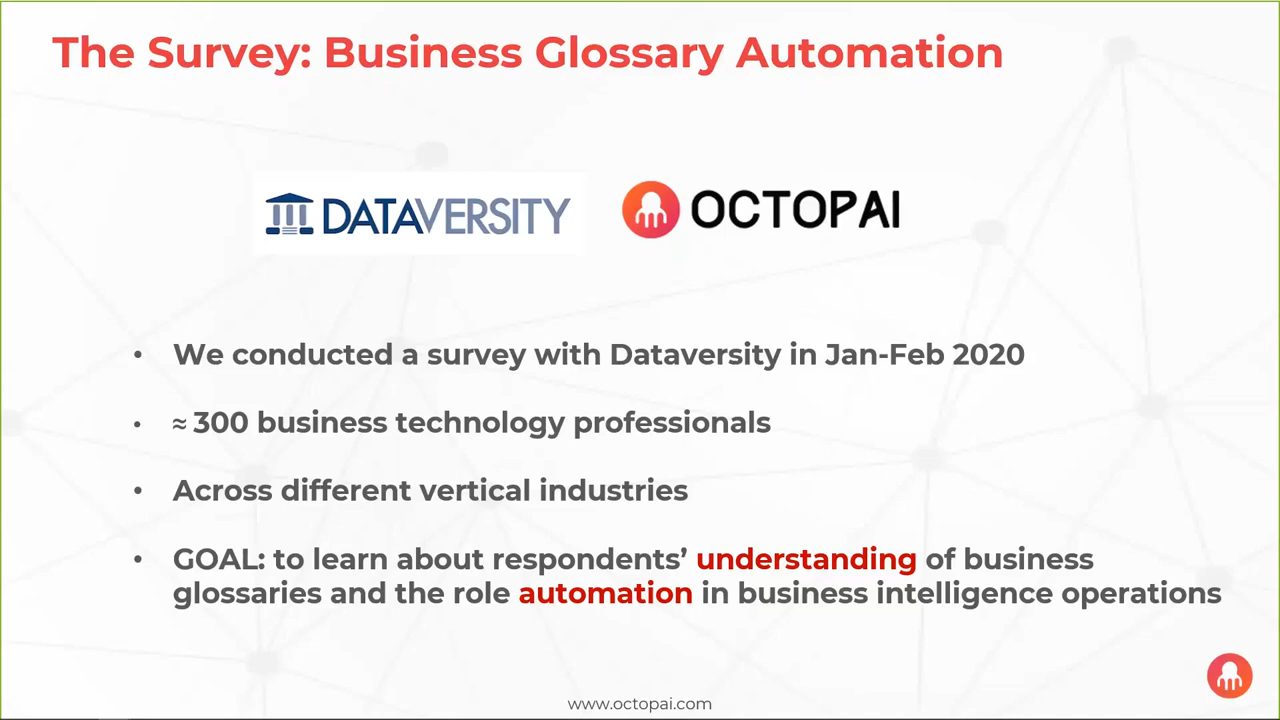 The Survey: Business Glossary Automation
DATAVERSITY
OCTOPAI
• We conducted a survey with Dataversity in Jan-Feb 2020
• ≈ 300 business technology professionals
• Across different vertical industries
• GOAL: to learn about respondents’ understanding of business
glossaries and the role automation in business intelligence operations
www.octopai.com